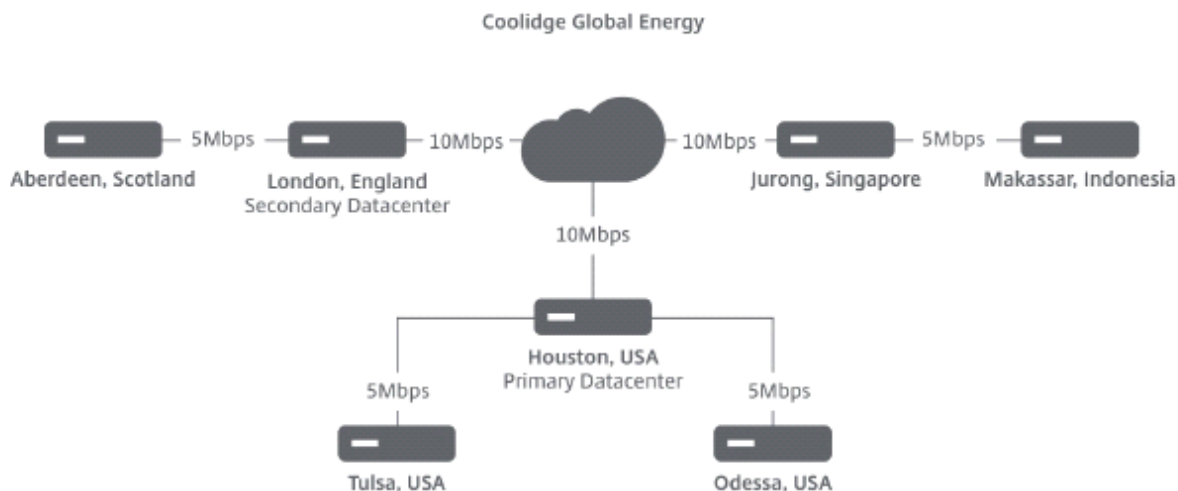 Coolidge Global Energy
5Mbps
10Mbps
10Mbps
5Mbps
Aberdeen, Scotland
London, England
Secondary Datacenter
Jurong, Singapore
Makassar, Indonesia
10Mbps
Houston, USA
Primary Datacenter
5Mbps
5Mbps
Tulsa, USA
Odessa, USA